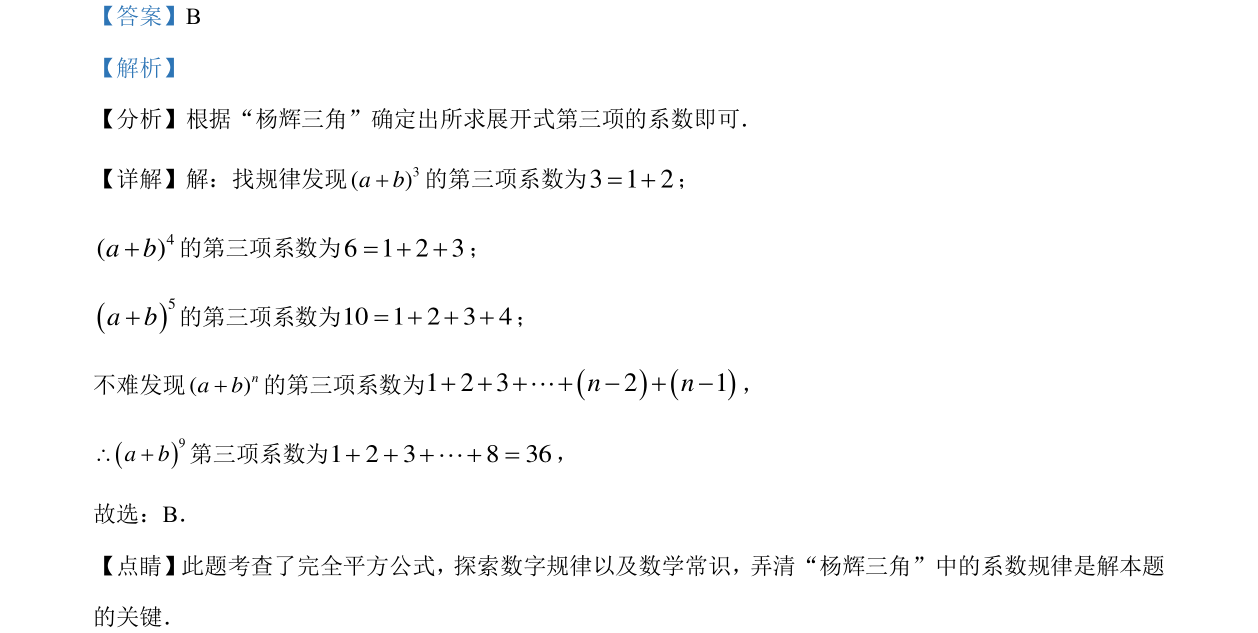 【答案】B
【解析】
【分析】根据“杨辉三角”确定出所求展开式第三项的系数即可．
【详解】解：找规律发现(a+b)³的第三项系数为3=1+2；
(a+b)⁴的第三项系数为6=1+2+3；
(a+b)⁵的第三项系数为10=1+2+3+4；
不难发现(a+b)ⁿ的第三项系数为1+2+3+⋯+(n−2)+(n−1)，
∴(a+b)⁹第三项系数为1+2+3+⋯+8=36，
故选：B．
【点睛】此题考查了完全平方公式，探索数字规律以及数学常识，弄清“杨辉三角”中的系数规律是解本题
的关键．